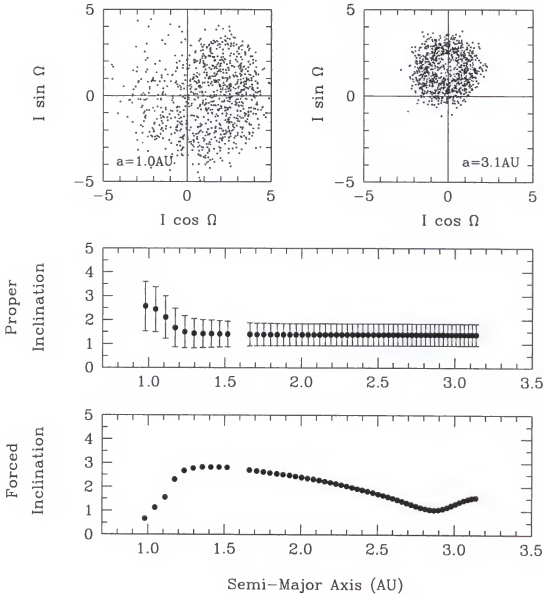 5
0
−5
I sin Ω
a=1.0AU
−5 0 5
I cos Ω
5
0
−5
I sin Ω
a=3.1AU
−5 0 5
I cos Ω
Proper
Inclination
5
4
3
2
1
0
1.0 1.5 2.0 2.5 3.0 3.5
Forced
Inclination
5
4
3
2
1
0
1.0 1.5 2.0 2.5 3.0 3.5
Semi−Major Axis (AU)